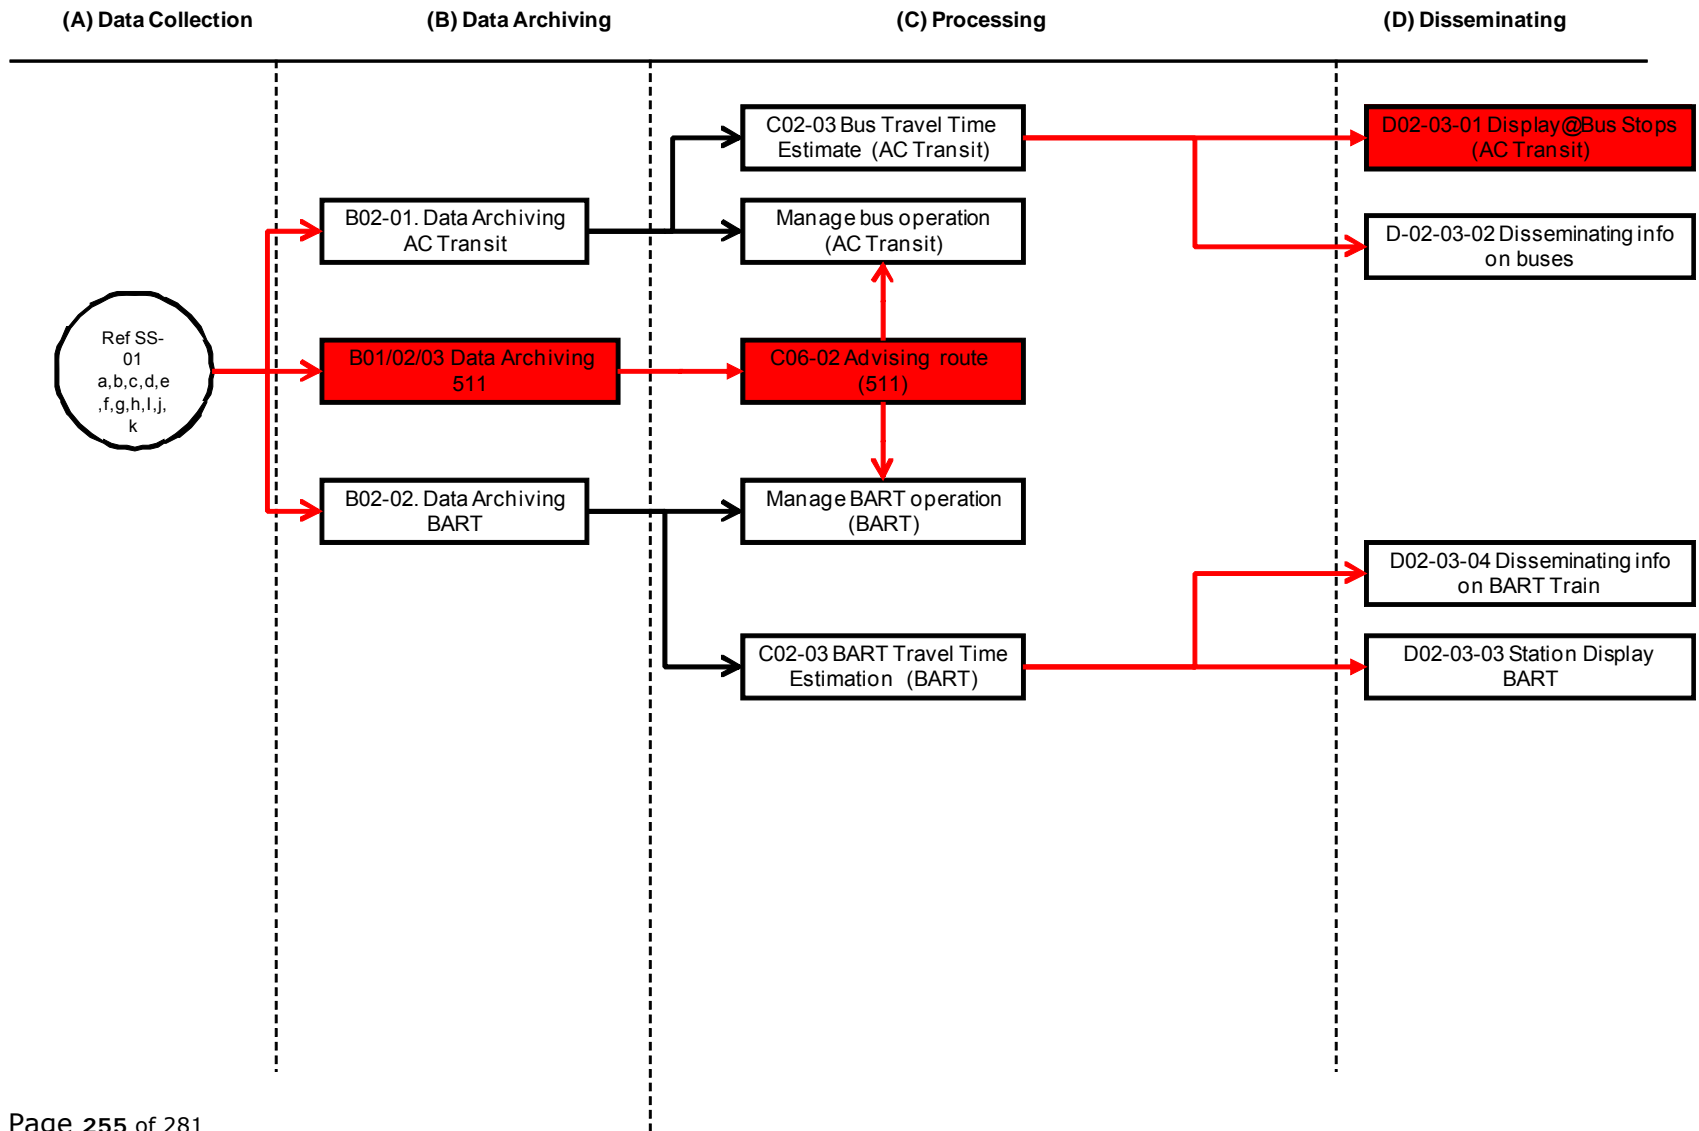 (A) Data Collection
(B) Data Archiving
(C) Processing
(D) Disseminating
C02-03 Bus Travel Time
Estimate (AC Transit)
D02-03-01 Display@Bus Stops
(AC Transit)
B02-01. Data Archiving
AC Transit
Manage bus operation
(AC Transit)
D-02-03-02 Disseminating info
on buses
Ref SS-
01
a,b,c,d,e
,f,g,h,I,j,
k
B01/02/03 Data Archiving
511
C06-02 Advising route
(511)
B02-02. Data Archiving
BART
Manage BART operation
(BART)
D02-03-04 Disseminating info
on BART Train
C02-03 BART Travel Time
Estimation (BART)
D02-03-03 Station Display
BART
Page 255 of 281